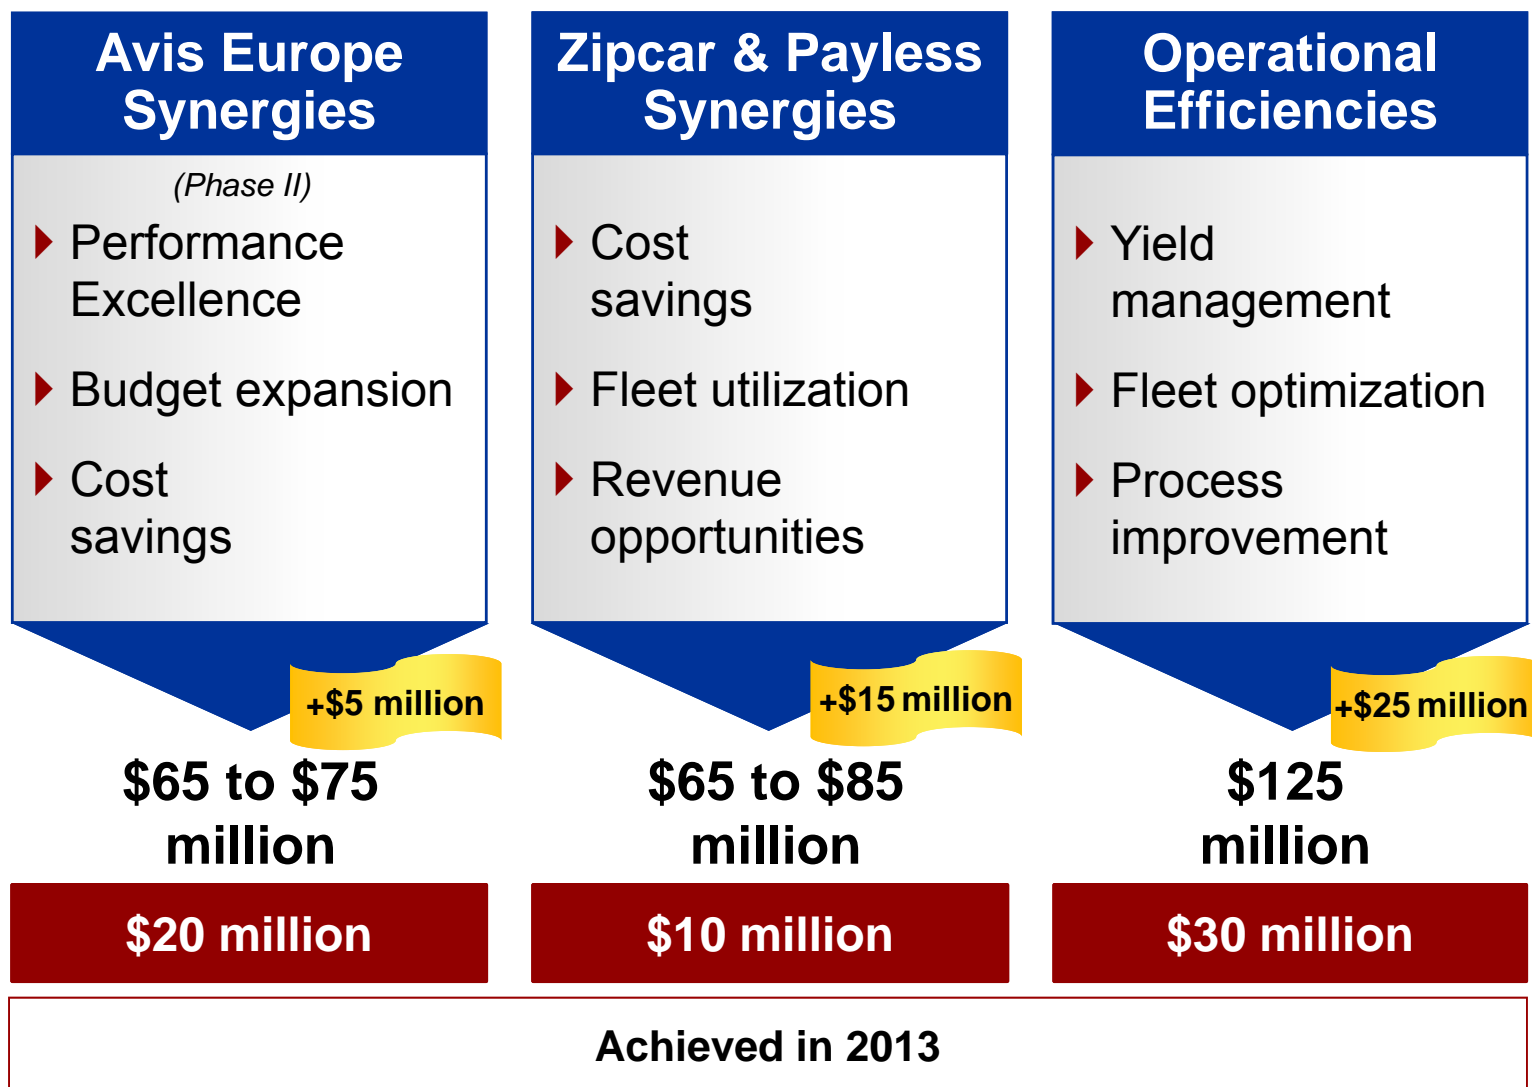 Avis Europe
Synergies
(Phase II)
Performance
Excellence
Budget expansion
Cost
savings
+$5 million
$65 to $75
million
$20 million
Zipcar & Payless
Synergies
Cost
savings
Fleet utilization
Revenue
opportunities
+$15 million
$65 to $85
million
$10 million
Operational
Efficiencies
Yield
management
Fleet optimization
Process
improvement
+$25 million
$125
million
$30 million
Achieved in 2013